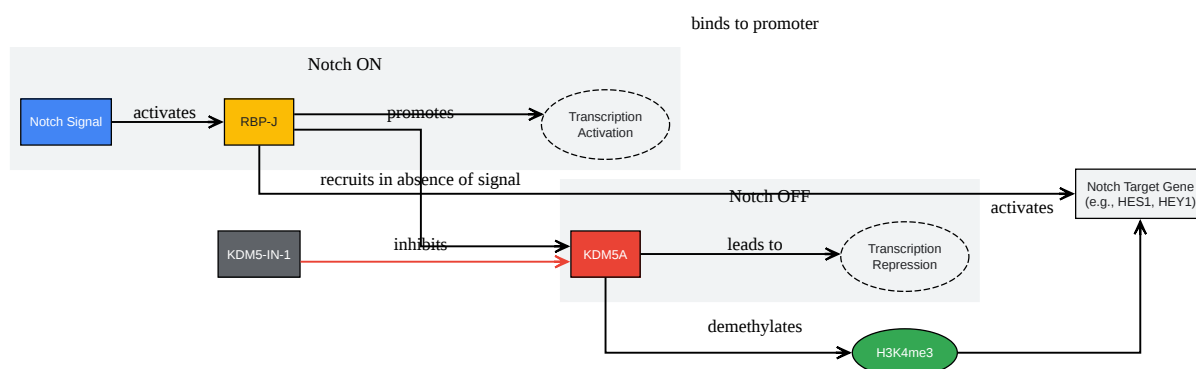 binds to promoter
Notch ON
Notch Signal
activates
RBP-J
promotes
Transcription
Activation
recruits in absence of signal
Notch OFF
Notch Target Gene
(e.g., HES1, HEY1)
activates
KDM5-IN-1
inhibits
KDM5A
leads to
Transcription
Repression
demethylates
H3K4me3